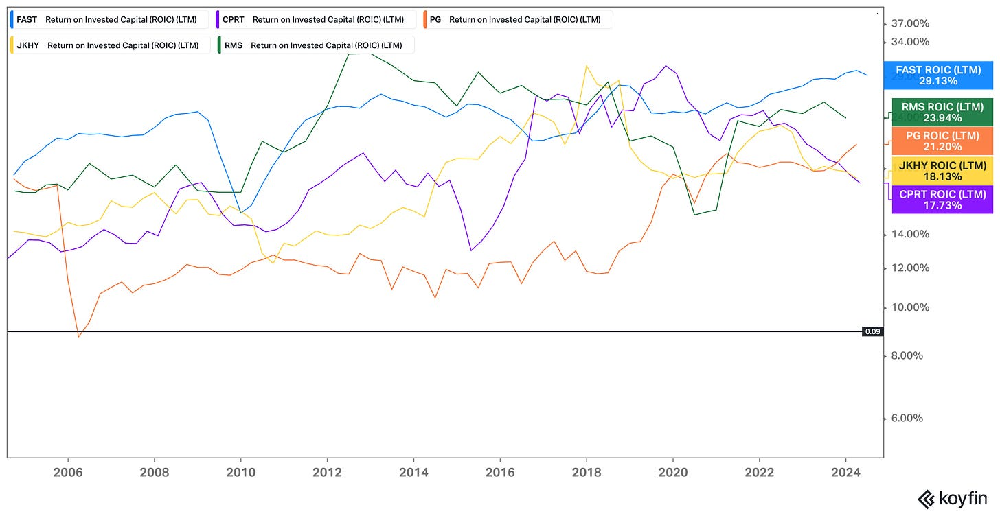 FAST Return on Invested Capital (ROIC) (LTM) CPRT Return on Invested Capital (ROIC) (LTM) PG Return on Invested Capital (ROIC) (LTM)
JKHY Return on Invested Capital (ROIC) (LTM) RMS Return on Invested Capital (ROIC) (LTM)
37.00%
34.00%
FAST ROIC (LTM)
29.13%
RMS ROIC (LTM)
24.00%
23.94%
PG ROIC (LTM)
21.20%
JKHY ROIC (LTM)
18.13%
CPRT ROIC (LTM)
17.73%
14.00%
12.00%
10.00%
0.09
8.00%
6.00%
2006 2008 2010 2012 2014 2016 2018 2020 2022 2024
koyfin